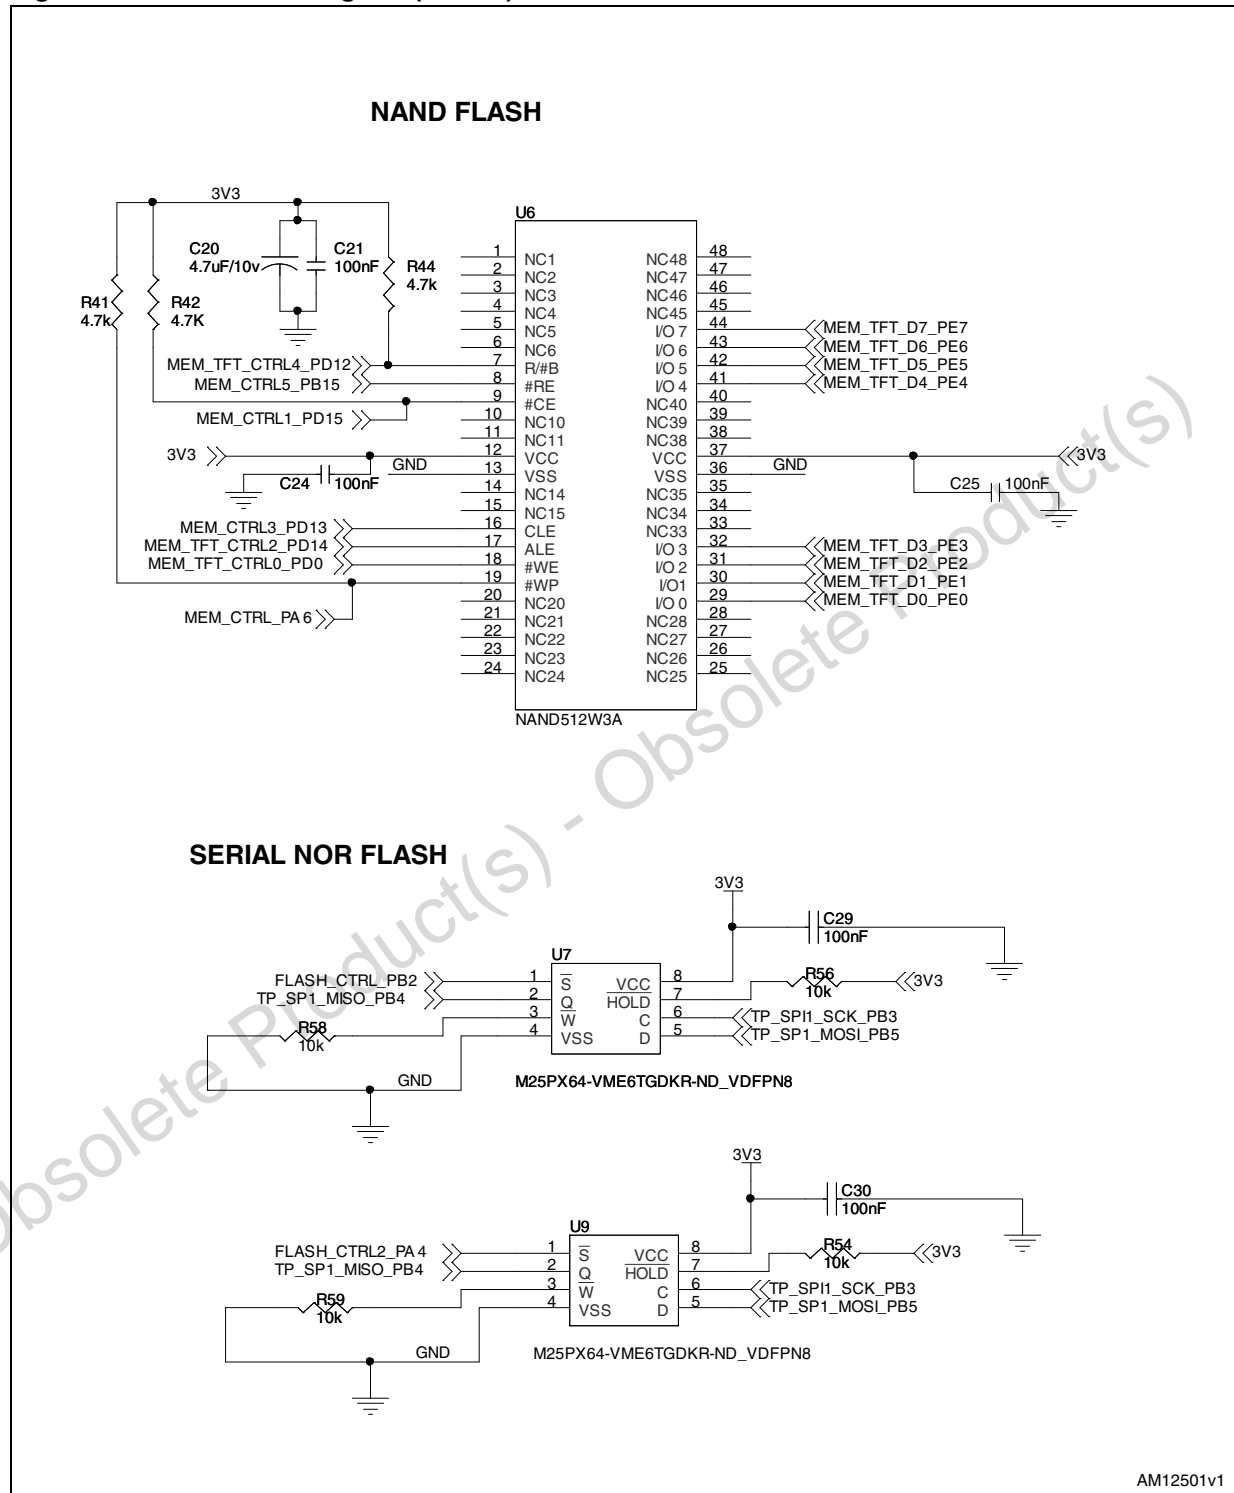 NAND FLASH
3V3
C20
4.7uF/10v
C21
100nF
R44
4.7k
R41
4.7k
R42
4.7K
U6
1 NC1 NC48 48
2 NC2 NC47 47
3 NC3 NC46 46
4 NC4 NC45 45
5 NC5 I/O 7 44 MEM_TFT_D7_PE7
6 NC6 I/O 6 43 MEM_TFT_D6_PE6
MEM_TFT_CTRL4_PD12 7 R/#B I/O 5 42 MEM_TFT_D5_PE5
MEM_CTRL5_PB15 8 #RE I/O 4 41 MEM_TFT_D4_PE4
9 #CE NC40 40
MEM_CTRL1_PD15 10 NC10 NC39 39
11 NC11 NC38 38
3V3 12 VCC VCC 37 3V3
GND 13 VSS VSS 36 GND
C24 100nF 14 NC14 NC35 35 C25 100nF
15 NC15 NC34 34
MEM_CTRL3_PD13 16 CLE NC33 33
MEM_TFT_CTRL2_PD14 17 ALE I/O 3 32 MEM_TFT_D3_PE3
MEM_TFT_CTRL0_PD0 18 #WE I/O 2 31 MEM_TFT_D2_PE2
19 #WP I/O1 30 MEM_TFT_D1_PE1
20 NC20 I/O 0 29 MEM_TFT_D0_PE0
MEM_CTRL_PA6 21 NC21 NC28 28
22 NC22 NC27 27
23 NC23 NC26 26
24 NC24 NC25 25
NAND512W3A
SERIAL NOR FLASH
3V3
C29
100nF
U7
FLASH_CTRL_PB2 1 S VCC 8
R56
10k
3V3
TP_SP1_MISO_PB4 2 Q HOLD 7
3 W C 6 TP_SPI1_SCK_PB3
4 VSS D 5 TP_SP1_MOSI_PB5
R58
10k
GND
M25PX64-VME6TGDKR-ND_VDFPN8
3V3
C30
100nF
U9
FLASH_CTRL2_PA4 1 S VCC 8
R54
10k
3V3
TP_SP1_MISO_PB4 2 Q HOLD 7
3 W C 6 TP_SPI1_SCK_PB3
4 VSS D 5 TP_SP1_MOSI_PB5
R59
10k
GND
M25PX64-VME6TGDKR-ND_VDFPN8
AM12501v1
Obsolete Product(s) - Obsolete Product(s)